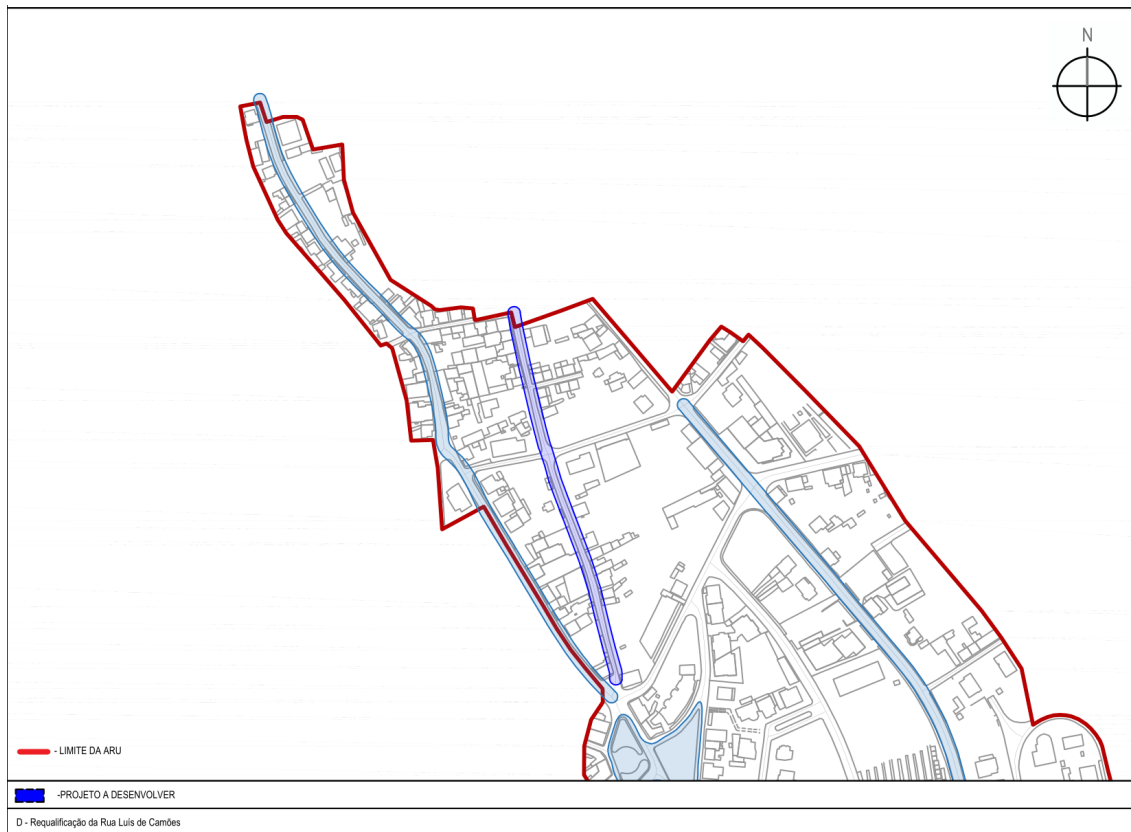 N
- LIMITE DA ARU
-PROJETO A DESENVOLVER
D - Requalificação da Rua Luís de Camões